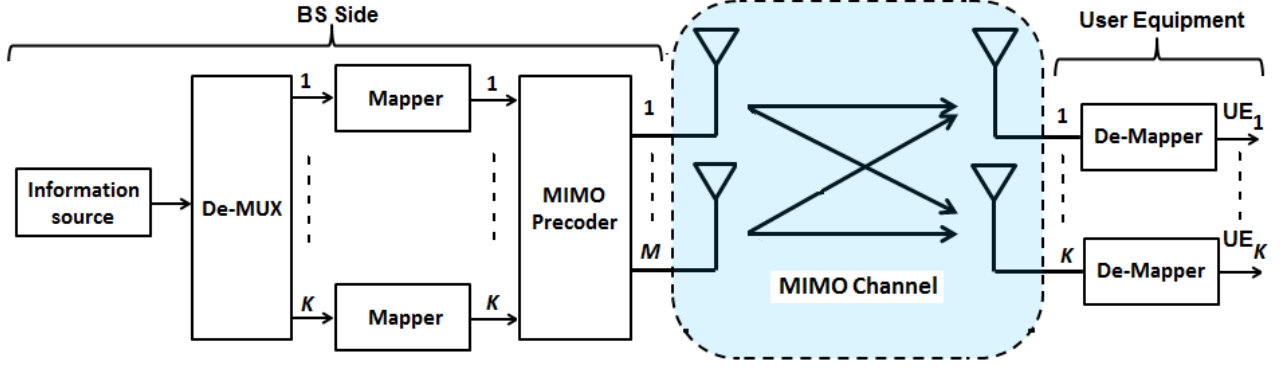 BS Side
User Equipment
Information
source
De-MUX
1
Mapper
1
K
Mapper
K
MIMO
Precoder
1
M
MIMO Channel
1
De-Mapper
UE1
K
De-Mapper
UEK